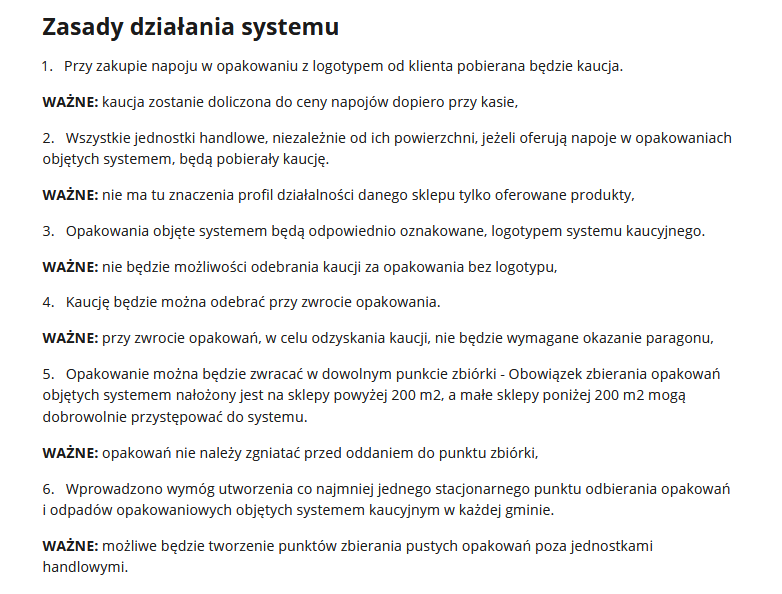 Zasady działania systemu
1. Przy zakupie napoju w opakowaniu z logotypem od klienta pobierana będzie kaucja.
WAŻNE: kaucja zostanie doliczona do ceny napojów dopiero przy kasie,
2. Wszystkie jednostki handlowe, niezależnie od ich powierzchni, jeżeli oferują napoje w opakowaniach
objętych systemem, będą pobierały kaucję.
WAŻNE: nie ma tu znaczenia profil działalności danego sklepu tylko oferowane produkty,
3. Opakowania objęte systemem będą odpowiednio oznakowane, logotypem systemu kaucyjnego.
WAŻNE: nie będzie możliwości odebrania kaucji za opakowania bez logotypu,
4. Kaucję będzie można odebrać przy zwrocie opakowania.
WAŻNE: przy zwrocie opakowań, w celu odzyskania kaucji, nie będzie wymagane okazanie paragonu,
5. Opakowanie można będzie zwracać w dowolnym punkcie zbiórki - Obowiązek zbierania opakowań
objętych systemem nałożony jest na sklepy powyżej 200 m2, a małe sklepy poniżej 200 m2 mogą
dobrowolnie przystępować do systemu.
WAŻNE: opakowań nie należy zgniatać przed oddaniem do punktu zbiórki,
6. Wprowadzono wymóg utworzenia co najmniej jednego stacjonarnego punktu odbierania opakowań
i odpadów opakowaniowych objętych systemem kaucyjnym w każdej gminie.
WAŻNE: możliwe będzie tworzenie punktów zbierania pustych opakowań poza jednostkami
handlowymi.